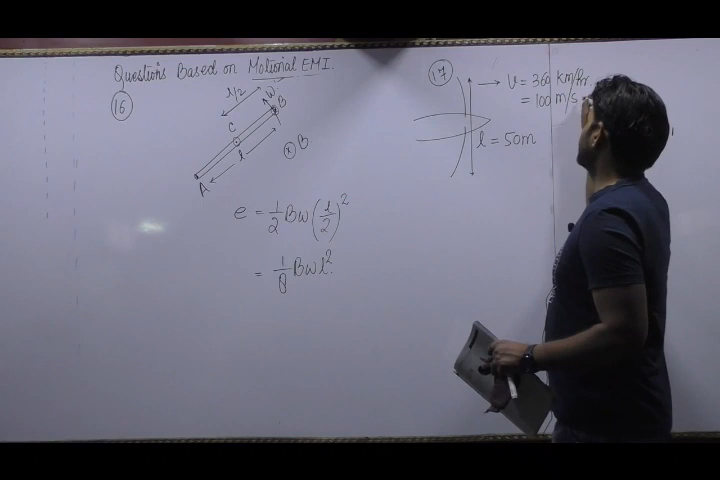 Questions Based on Motional EMI.
16
l/2
ω
B
C
l
A
B
e = 1/2 Bω (l/2)²
= 1/8 Bωl².
17
v = 360 km/hr.
= 100 m/s
l = 50m